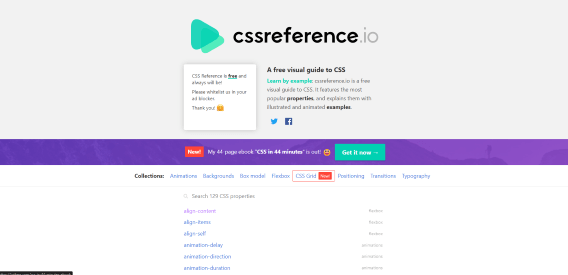 cssreference.io
CSS Reference is free and
always will be!
Please whitelist us in your
ad blocker.
Thank you! 😊
A free visual guide to CSS
Learn by example: cssreference.io is a free
visual guide to CSS. It features the most
popular properties, and explains them with
illustrated and animated examples.
New! My 44-page ebook "CSS in 44 minutes" is out! 😃 Get it now →
Collections: Animations Backgrounds Box model Flexbox CSS Grid New! Positioning Transitions Typography
Search 129 CSS properties
align-content flexbox
align-items flexbox
align-self flexbox
animation-delay animations
animation-direction animations
animation-duration animations